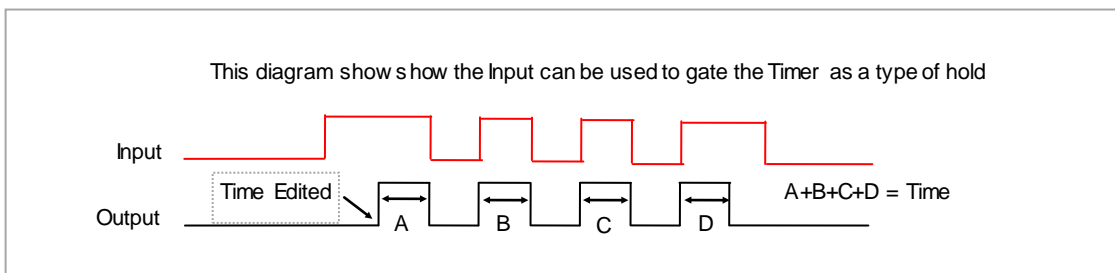 This diagram shows how the Input can be used to gate the Timer as a type of hold
Input
Time Edited
A+B+C+D = Time
Output
A
B
C
D